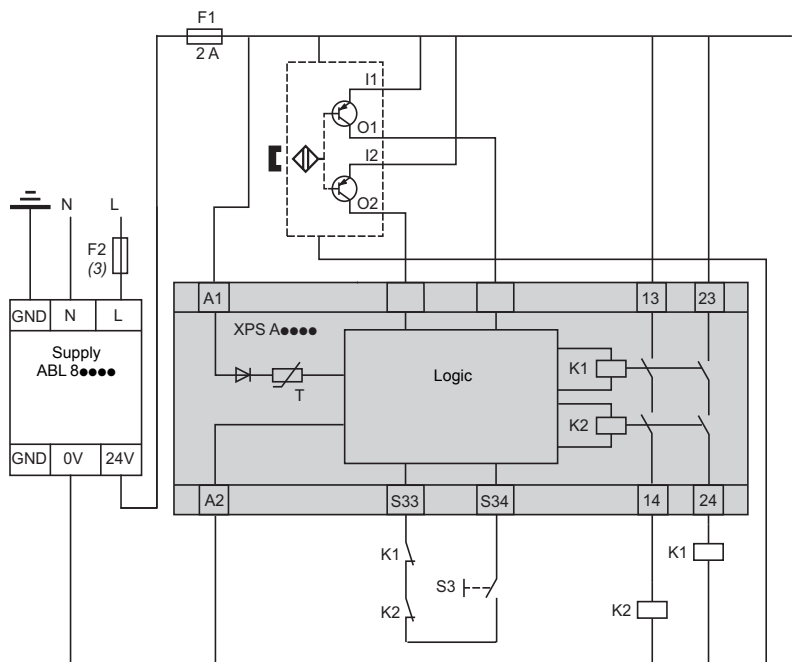 F1
2 A
I1
O1
I2
O2
N L
F2
(3)
GND N L
Supply
ABL 8●●●●
GND 0V 24V
A1 13 23
XPS A●●●●
T
Logic
K1
K2
A2 S33 S34 14 24
K1
K2
S3
K1
K2